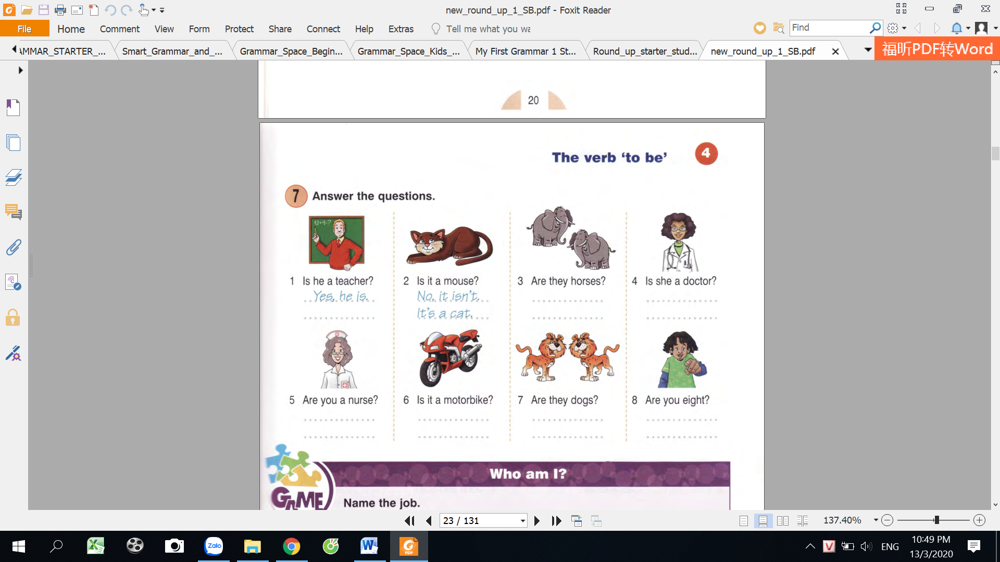 new_round_up_1_SB.pdf - Foxit Reader
File Home Comment View Form Protect Share Connect Help Extras Tell me what you wa
Find
AMMAR_STARTER_... Smart_Grammar_and_... Grammar_Space_Begin... Grammar_Space_Kids_... My First Grammar 1 St... Round_up_starter_stud... new_round_up_1_SB.pdf
福昕PDF转Word
20
The verb ‘to be’ 4
7 Answer the questions.
12+7=?
1 Is he a teacher?
Yes, he is.
2 Is it a mouse?
No, it isn't.
It's a cat.
3 Are they horses?
4 Is she a doctor?
5 Are you a nurse?
6 Is it a motorbike?
7 Are they dogs?
8 Are you eight?
GAME
Who am I?
Name the job.
23 / 131
137.40%
Zalo
PDF
ENG
10:49 PM
13/3/2020